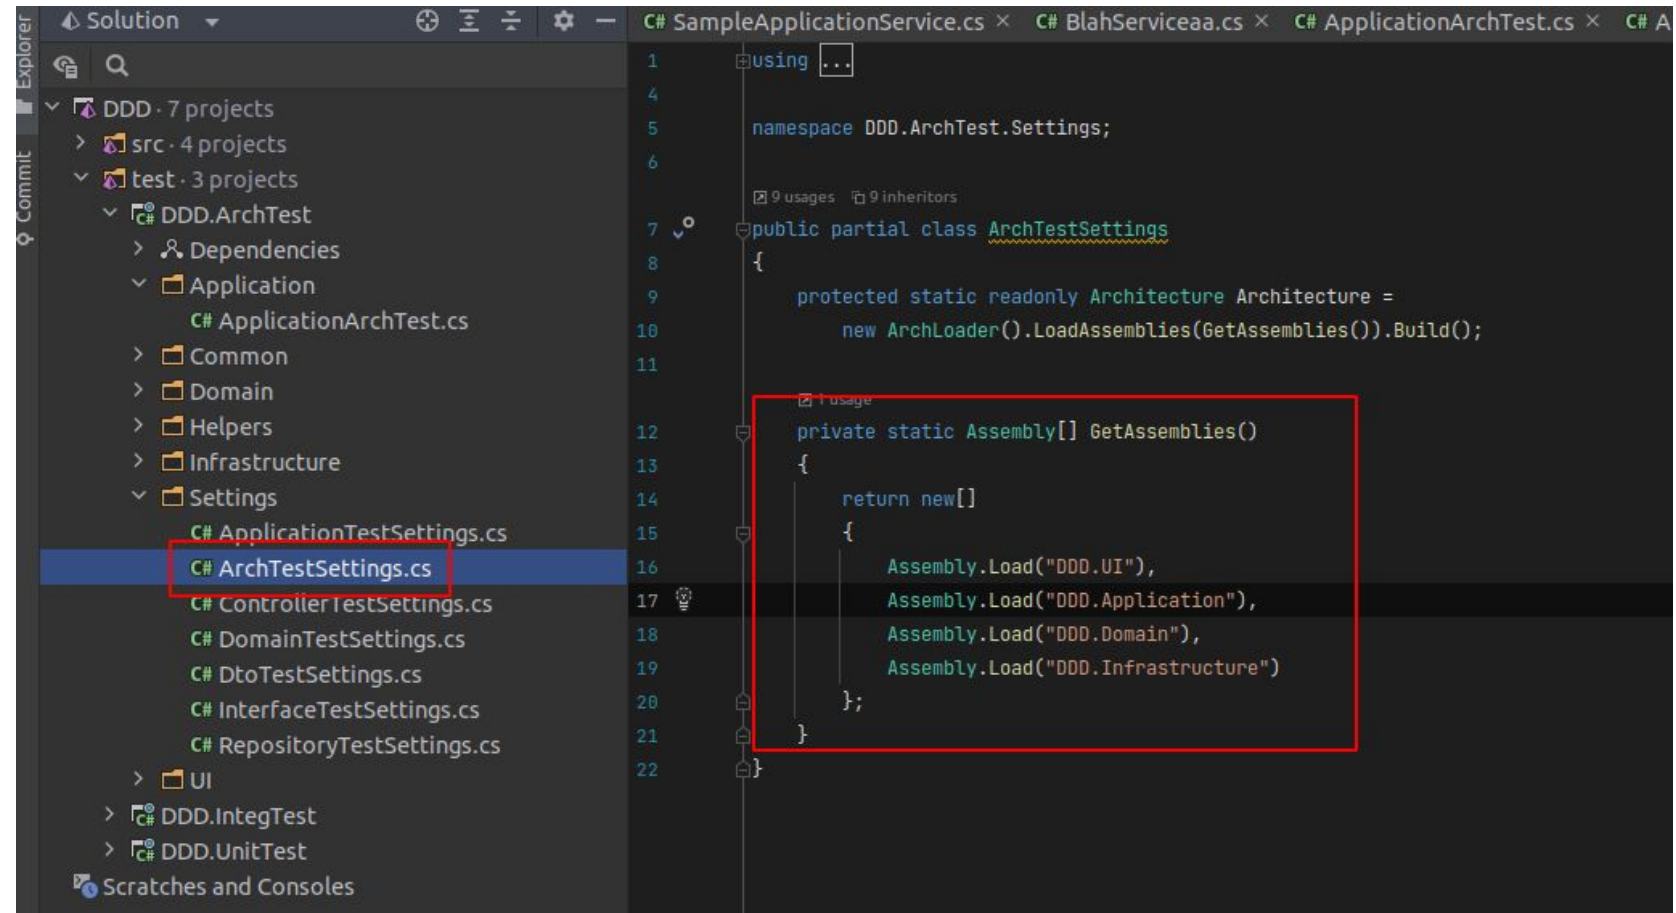 Explorer
Commit
Solution
DDD · 7 projects
src · 4 projects
test · 3 projects
C# DDD.ArchTest
Dependencies
Application
C# ApplicationArchTest.cs
Common
Domain
Helpers
Infrastructure
Settings
C# ApplicationTestSettings.cs
C# ArchTestSettings.cs
C# ControllerTestSettings.cs
C# DomainTestSettings.cs
C# DtoTestSettings.cs
C# InterfaceTestSettings.cs
C# RepositoryTestSettings.cs
UI
C# DDD.IntegTest
C# DDD.UnitTest
Scratches and Consoles
C# SampleApplicationService.cs × C# BlahServiceaa.cs × C# ApplicationArchTest.cs × C# A
1 using ...
4
5 namespace DDD.ArchTest.Settings;
6
9 usages 9 inheritors
7 public partial class ArchTestSettings
8 {
9 protected static readonly Architecture Architecture =
10 new ArchLoader().LoadAssemblies(GetAssemblies()).Build();
11
1 usage
12 private static Assembly[] GetAssemblies()
13 {
14 return new[]
15 {
16 Assembly.Load("DDD.UI"),
17 Assembly.Load("DDD.Application"),
18 Assembly.Load("DDD.Domain"),
19 Assembly.Load("DDD.Infrastructure")
20 };
21 }
22 }